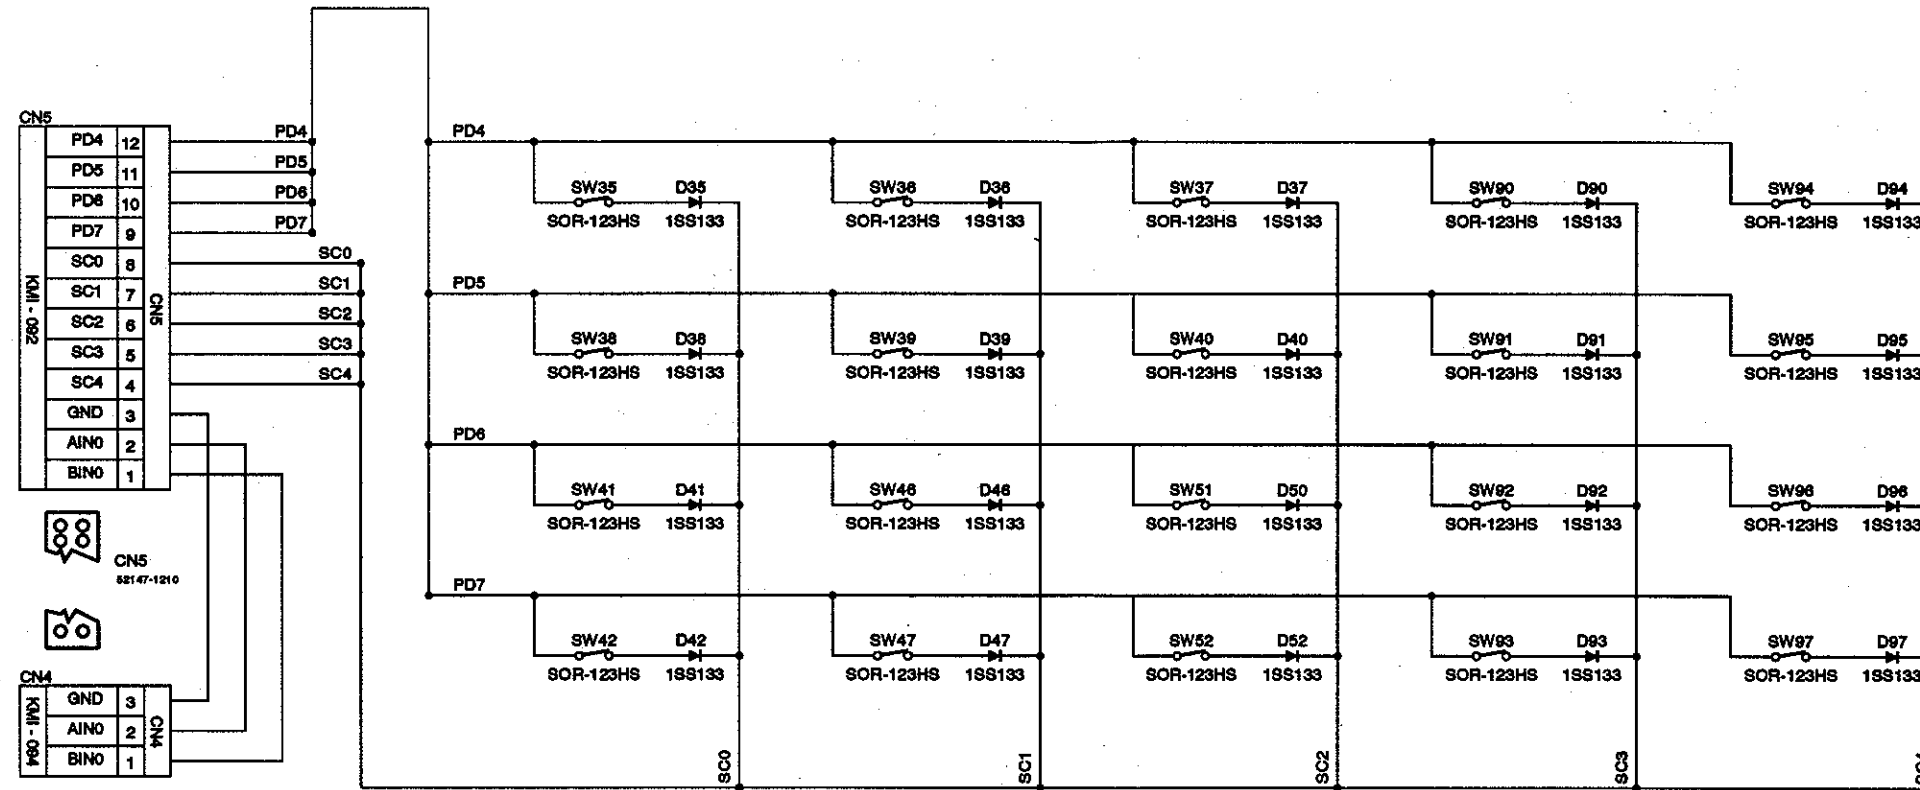 CN5
PD4 12
PD5 11
PD6 10
PD7 9
SC0 8
SC1 7
SC2 6
SC3 5
SC4 4
GND 3
AIN0 2
BIN0 1
KMI - 092
CN5
PD4
PD5
PD6
PD7
SC0
SC1
SC2
SC3
SC4
CN5
52147-1210
CN4
GND 3
AIN0 2
BIN0 1
KMI - 094
CN4
PD4
SW35 D35 SW36 D36 SW37 D37 SW90 D90 SW94 D94
SOR-123HS 1SS133 SOR-123HS 1SS133 SOR-123HS 1SS133 SOR-123HS 1SS133 SOR-123HS 1SS133
PD5
SW38 D38 SW39 D39 SW40 D40 SW91 D91 SW95 D95
SOR-123HS 1SS133 SOR-123HS 1SS133 SOR-123HS 1SS133 SOR-123HS 1SS133 SOR-123HS 1SS133
PD6
SW41 D41 SW46 D46 SW51 D50 SW92 D92 SW96 D96
SOR-123HS 1SS133 SOR-123HS 1SS133 SOR-123HS 1SS133 SOR-123HS 1SS133 SOR-123HS 1SS133
PD7
SW42 D42 SW47 D47 SW52 D52 SW93 D93 SW97 D97
SOR-123HS 1SS133 SOR-123HS 1SS133 SOR-123HS 1SS133 SOR-123HS 1SS133 SOR-123HS 1SS133
SC0 SC1 SC2 SC3